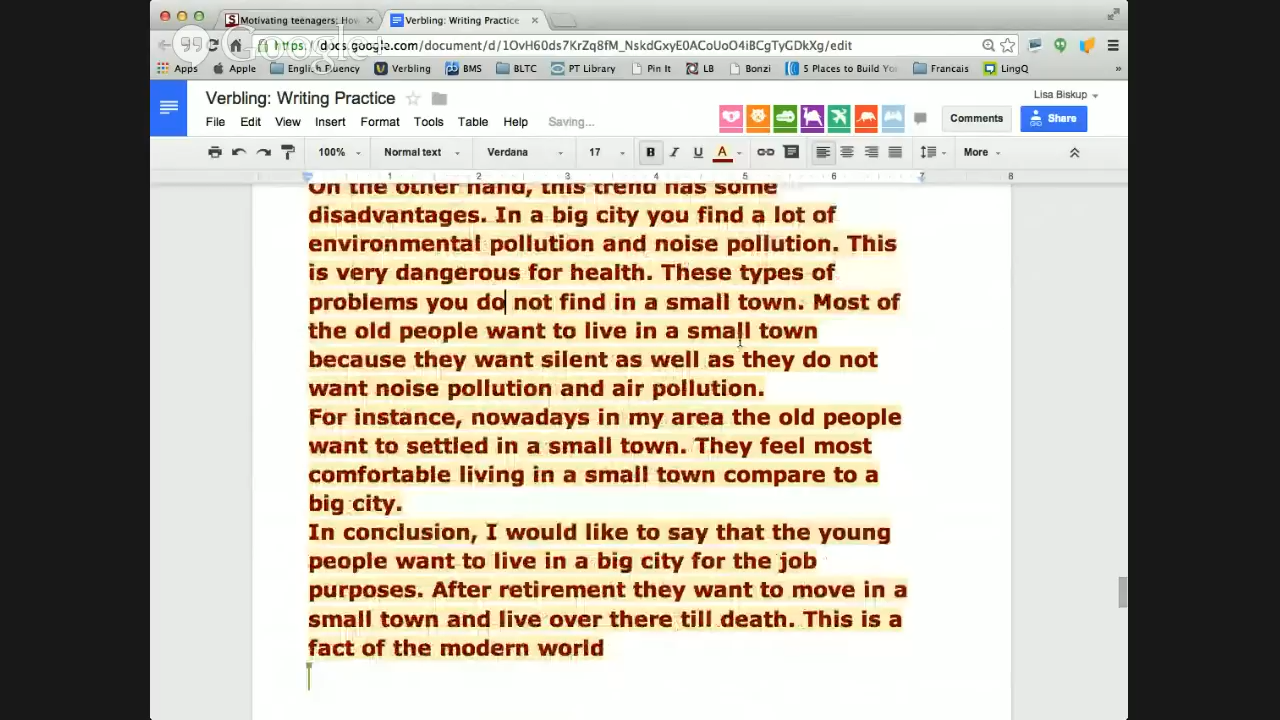 Motivating teenagers: How
Verbling: Writing Practice
Google+
https://docs.google.com/document/d/1OvH60ds7KrZq8fM_NskdGxyE0ACoUoO4iBCgTyGDkXg/edit
Apps Apple English Fluency Verbling BMS BLTC PT Library Pin It LB Bonzi 5 Places to Build Yo Francais LingQ »
Verbling: Writing Practice
Lisa Biskup
File Edit View Insert Format Tools Table Help Saving...
Comments Share
100% Normal text Verdana 17 B I U A More
1 2 3 4 5 6 7 8
On the other hand, this trend has some
disadvantages. In a big city you find a lot of
environmental pollution and noise pollution. This
is very dangerous for health. These types of
problems you do not find in a small town. Most of
the old people want to live in a small town
because they want silent as well as they do not
want noise pollution and air pollution.
For instance, nowadays in my area the old people
want to settled in a small town. They feel most
comfortable living in a small town compare to a
big city.
In conclusion, I would like to say that the young
people want to live in a big city for the job
purposes. After retirement they want to move in a
small town and live over there till death. This is a
fact of the modern world